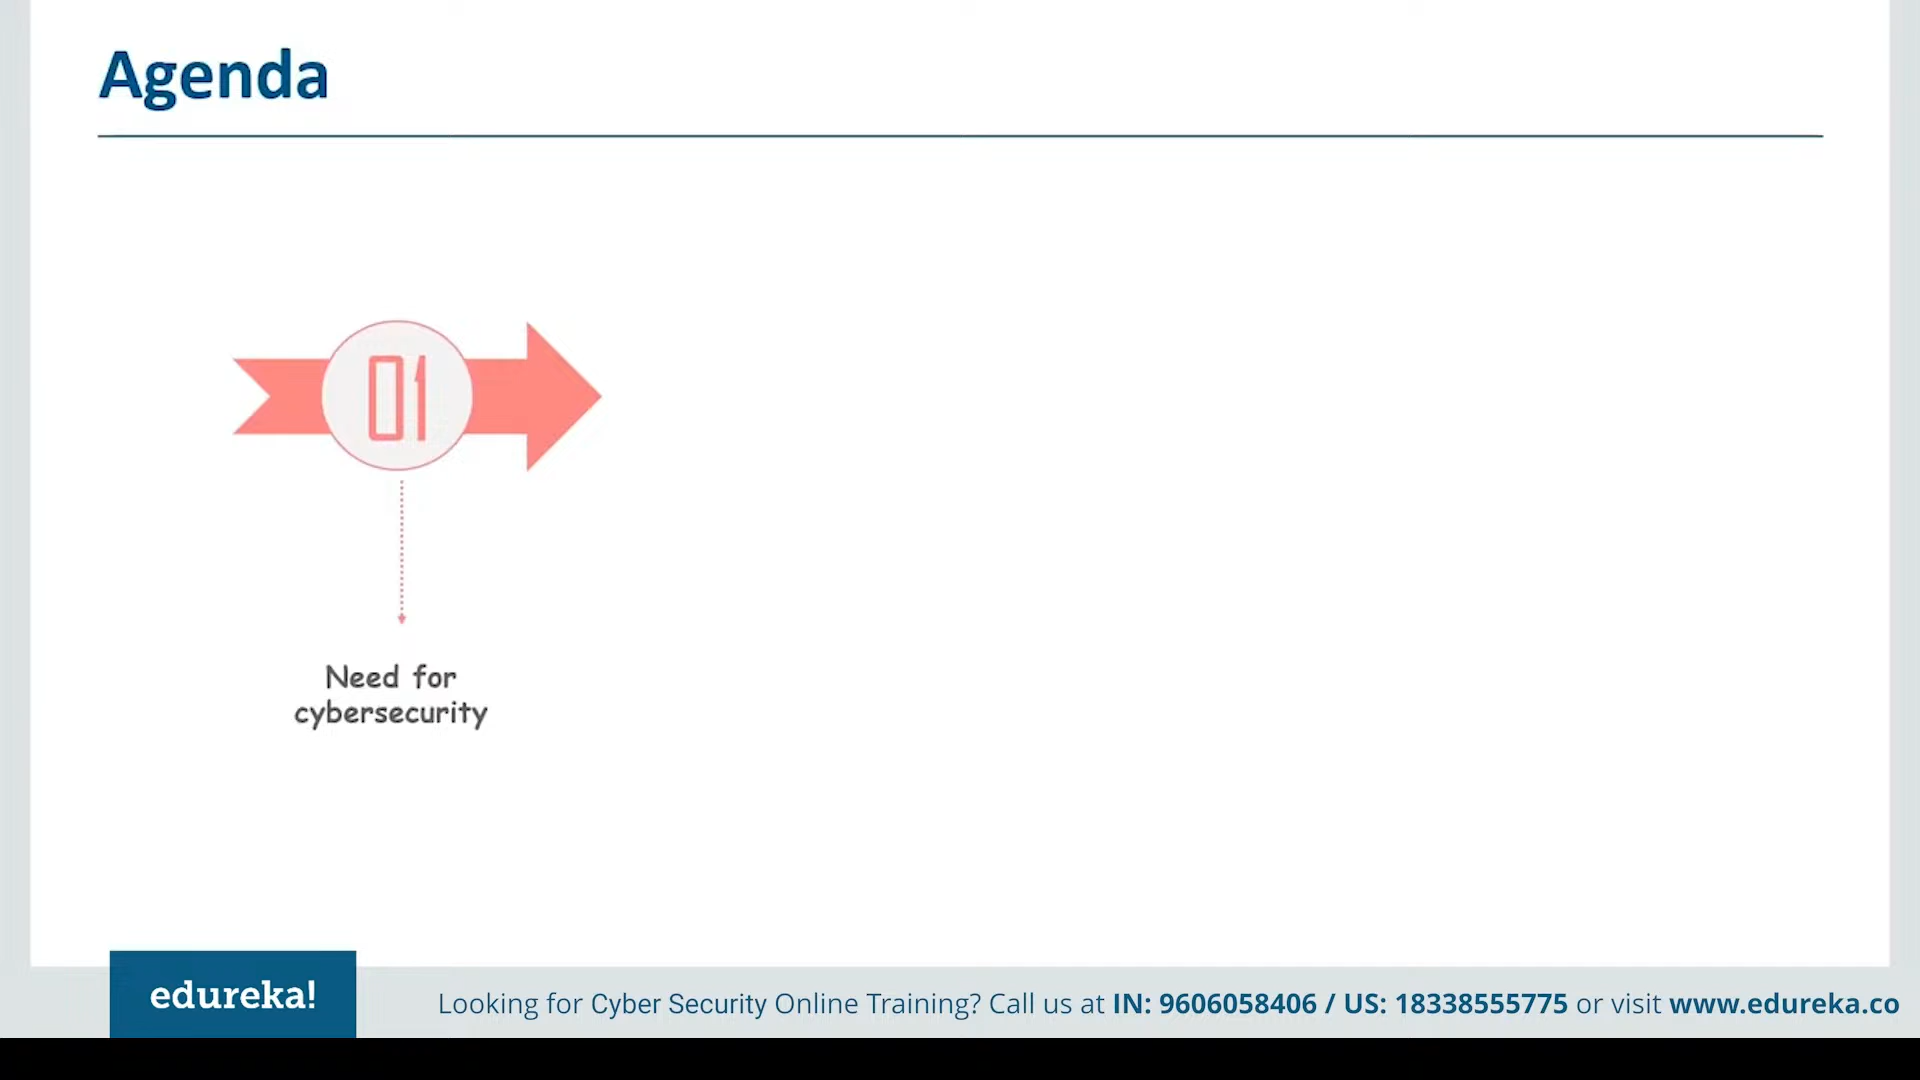 Agenda
01
Need for
cybersecurity
edureka!
Looking for Cyber Security Online Training? Call us at IN: 9606058406 / US: 18338555775 or visit www.edureka.co